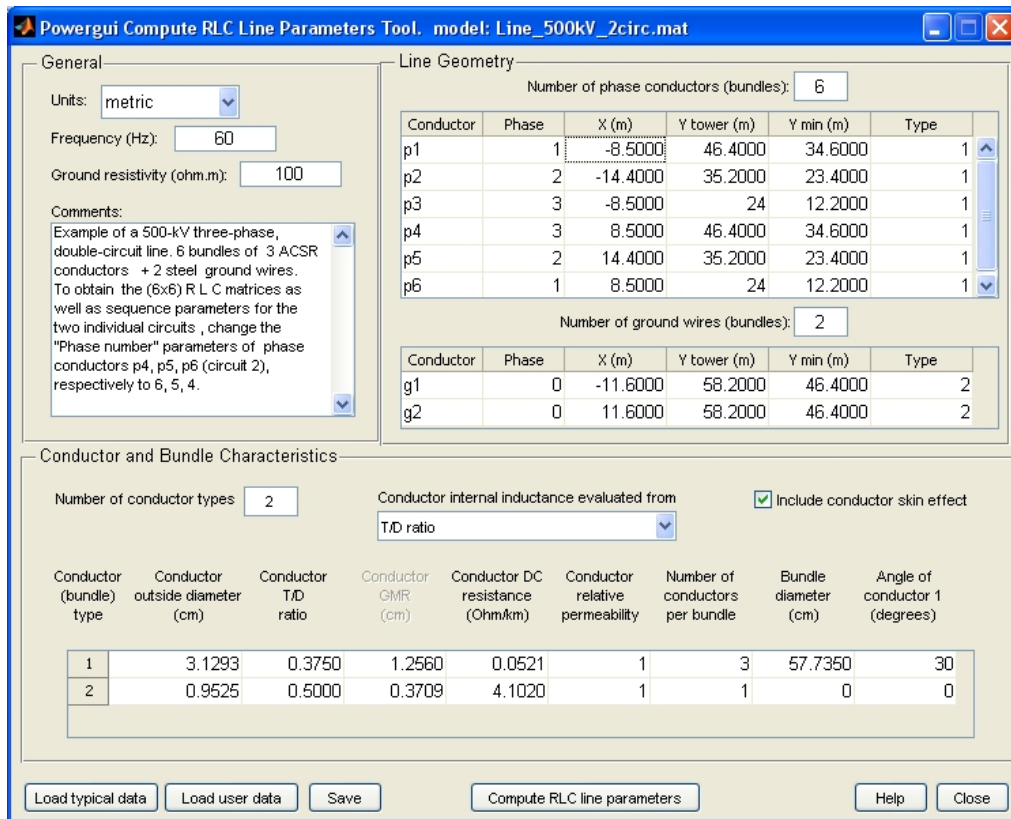 Powergui Compute RLC Line Parameters Tool. model: Line_500kV_2circ.mat
General
Units: metric
Frequency (Hz): 60
Ground resistivity (ohm.m): 100
Comments:
Example of a 500-kV three-phase,
double-circuit line. 6 bundles of 3 ACSR
conductors + 2 steel ground wires.
To obtain the (6x6) R L C matrices as
well as sequence parameters for the
two individual circuits , change the
"Phase number" parameters of phase
conductors p4, p5, p6 (circuit 2),
respectively to 6, 5, 4.
Line Geometry
Number of phase conductors (bundles): 6
Conductor Phase X (m) Y tower (m) Y min (m) Type
p1 1 -8.5000 46.4000 34.6000 1
p2 2 -14.4000 35.2000 23.4000 1
p3 3 -8.5000 24 12.2000 1
p4 3 8.5000 46.4000 34.6000 1
p5 2 14.4000 35.2000 23.4000 1
p6 1 8.5000 24 12.2000 1
Number of ground wires (bundles): 2
Conductor Phase X (m) Y tower (m) Y min (m) Type
g1 0 -11.6000 58.2000 46.4000 2
g2 0 11.6000 58.2000 46.4000 2
Conductor and Bundle Characteristics
Number of conductor types 2
Conductor internal inductance evaluated from
T/D ratio
Include conductor skin effect
Conductor Conductor Conductor Conductor Conductor DC Conductor Number of Bundle Angle of
(bundle) outside diameter T/D GMR resistance relative conductors diameter conductor 1
type (cm) ratio (cm) (Ohm/km) permeability per bundle (cm) (degrees)
1 3.1293 0.3750 1.2560 0.0521 1 3 57.7350 30
2 0.9525 0.5000 0.3709 4.1020 1 1 0 0
Load typical data Load user data Save Compute RLC line parameters Help Close